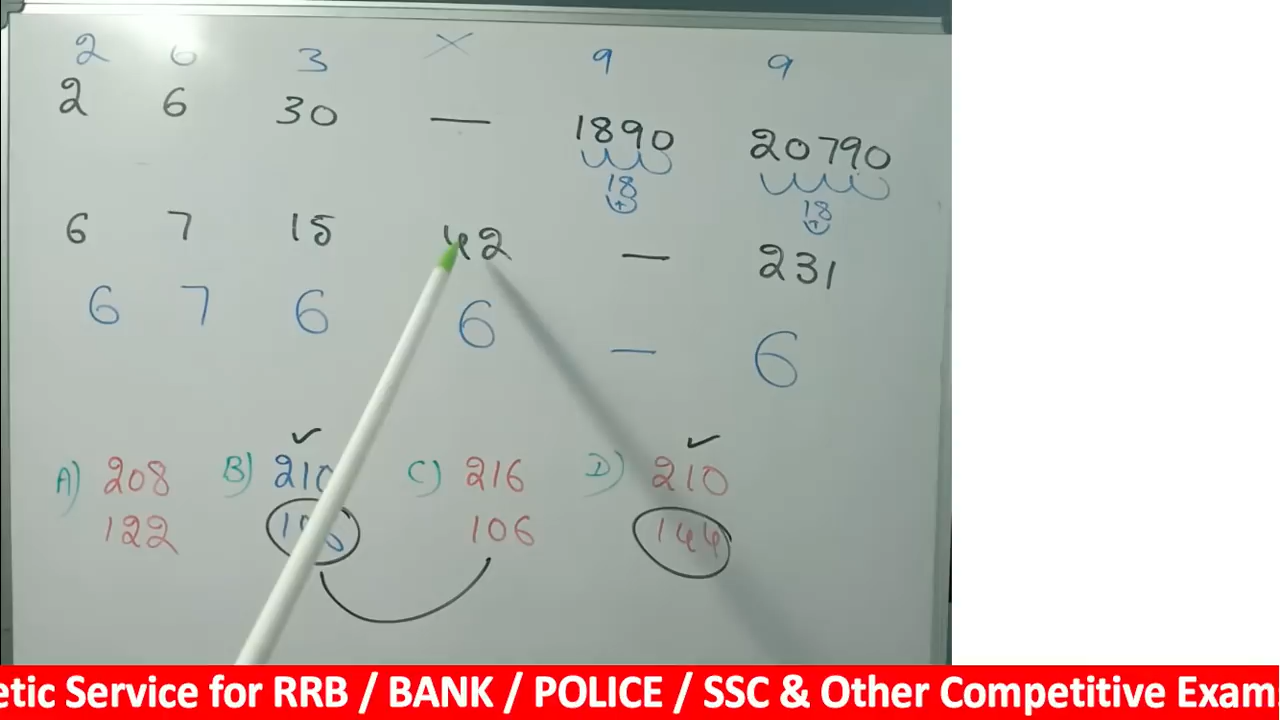 2 6 3 × 9 9
2 6 30 — 1890 20790
18 18
+ +
6 7 15 42 — 231
6 7 6 6 — 6
A) 208 B) 210 C) 216 D) 210
122 106 144
etic Service for RRB / BANK / POLICE / SSC & Other Competitive Exam